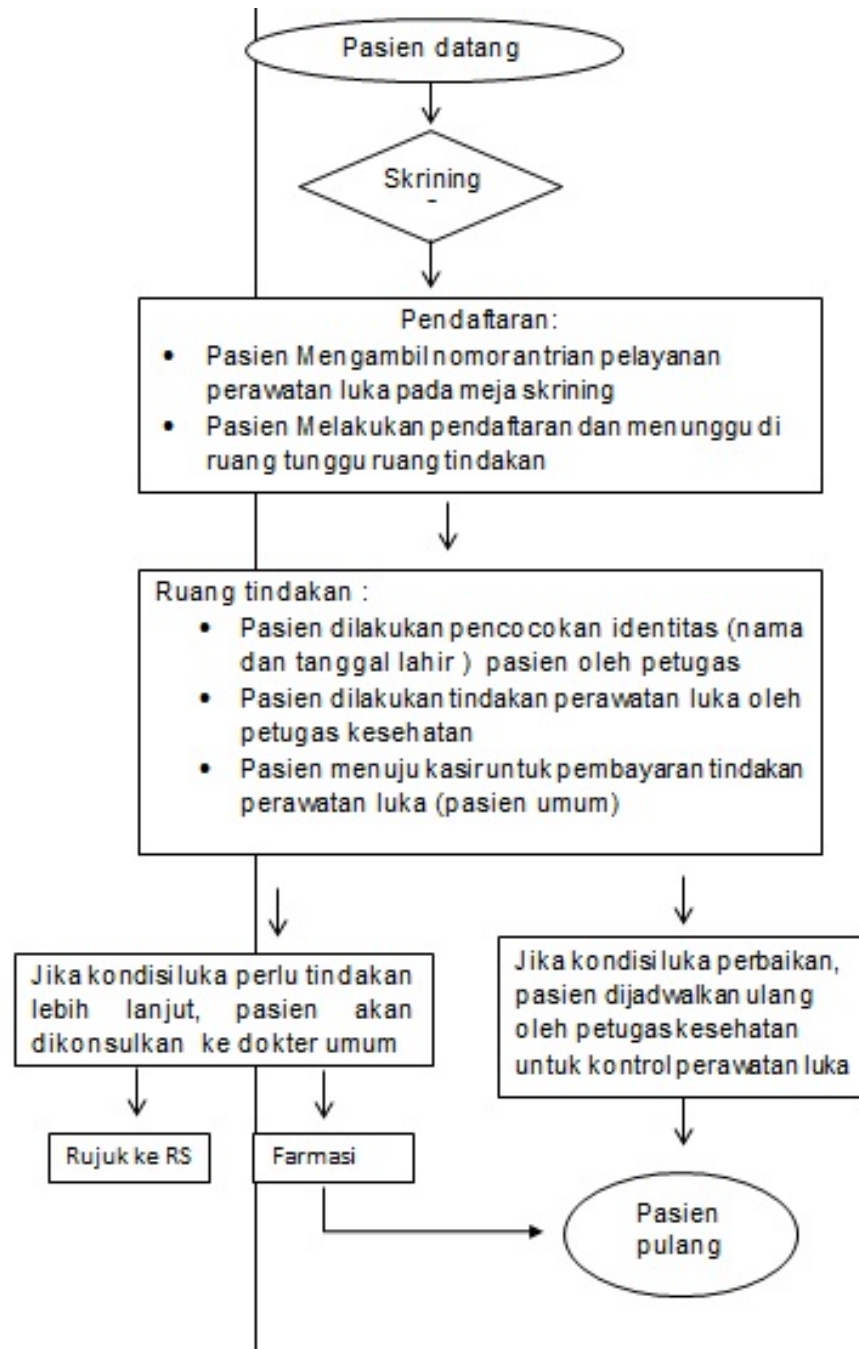 Pasien datang
Skrining
-
Pendaftaran:
• Pasien Mengambil nomor antrian pelayanan
perawatan luka pada meja skrining
• Pasien Melakukan pendaftaran dan menunggu di
ruang tunggu ruang tindakan
Ruang tindakan :
• Pasien dilakukan pencocokan identitas (nama
dan tanggal lahir ) pasien oleh petugas
• Pasien dilakukan tindakan perawatan luka oleh
petugas kesehatan
• Pasien menuju kasir untuk pembayaran tindakan
perawatan luka (pasien umum)
Jika kondisi luka perlu tindakan
lebih lanjut, pasien akan
dikonsulkan ke dokter umum
Jika kondisi luka perbaikan,
pasien dijadwalkan ulang
oleh petugas kesehatan
untuk kontrol perawatan luka
Rujuk ke RS
Farmasi
Pasien
pulang